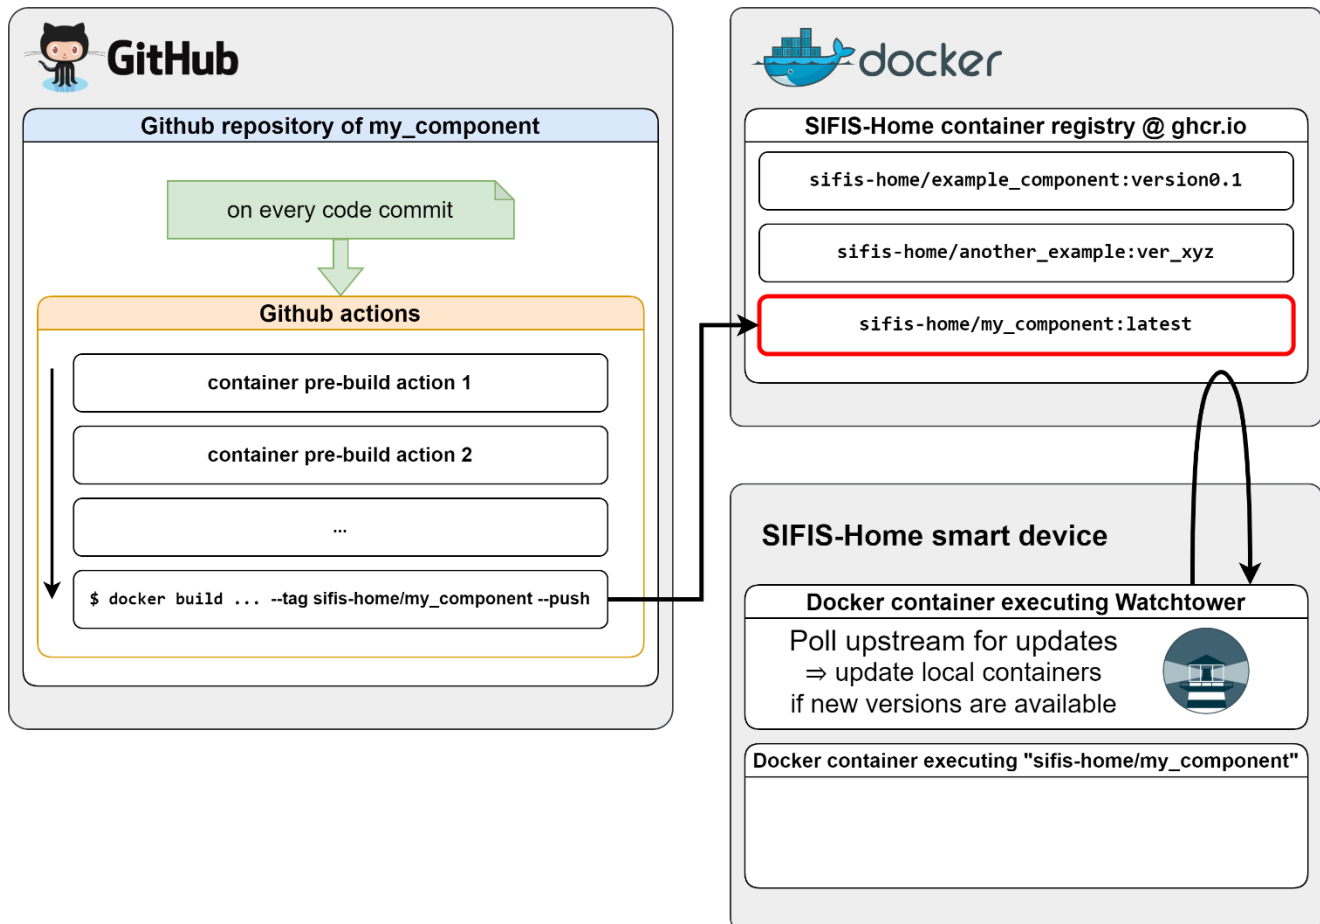 GitHub
Github repository of my_component
on every code commit
Github actions
container pre-build action 1
container pre-build action 2
...
$ docker build ... --tag sifis-home/my_component --push
docker
SIFIS-Home container registry @ ghcr.io
sifis-home/example_component:version0.1
sifis-home/another_example:ver_xyz
sifis-home/my_component:latest
SIFIS-Home smart device
Docker container executing Watchtower
Poll upstream for updates
⇒ update local containers
if new versions are available
Docker container executing "sifis-home/my_component"